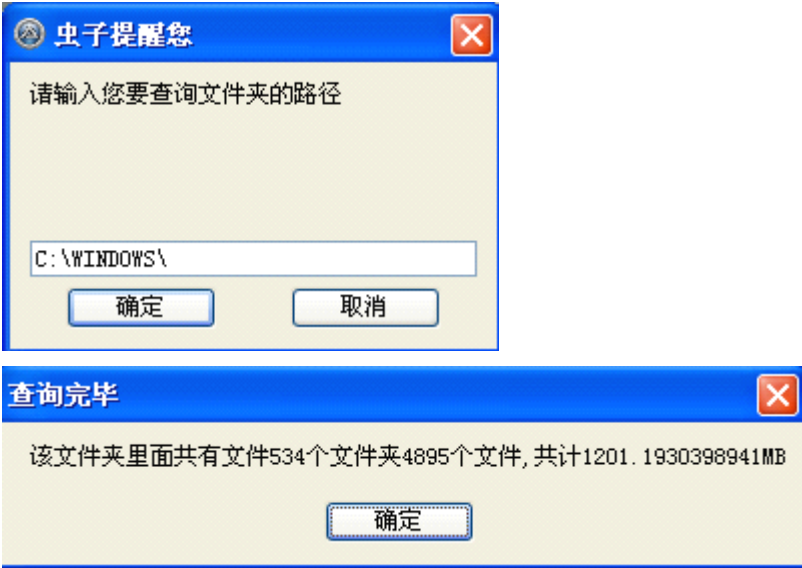 虫子提醒您
请输入您要查询文件夹的路径
C:\WINDOWS\
确定 取消
查询完毕
该文件夹里面共有文件534个文件夹4895个文件,共计1201.1930398941MB
确定